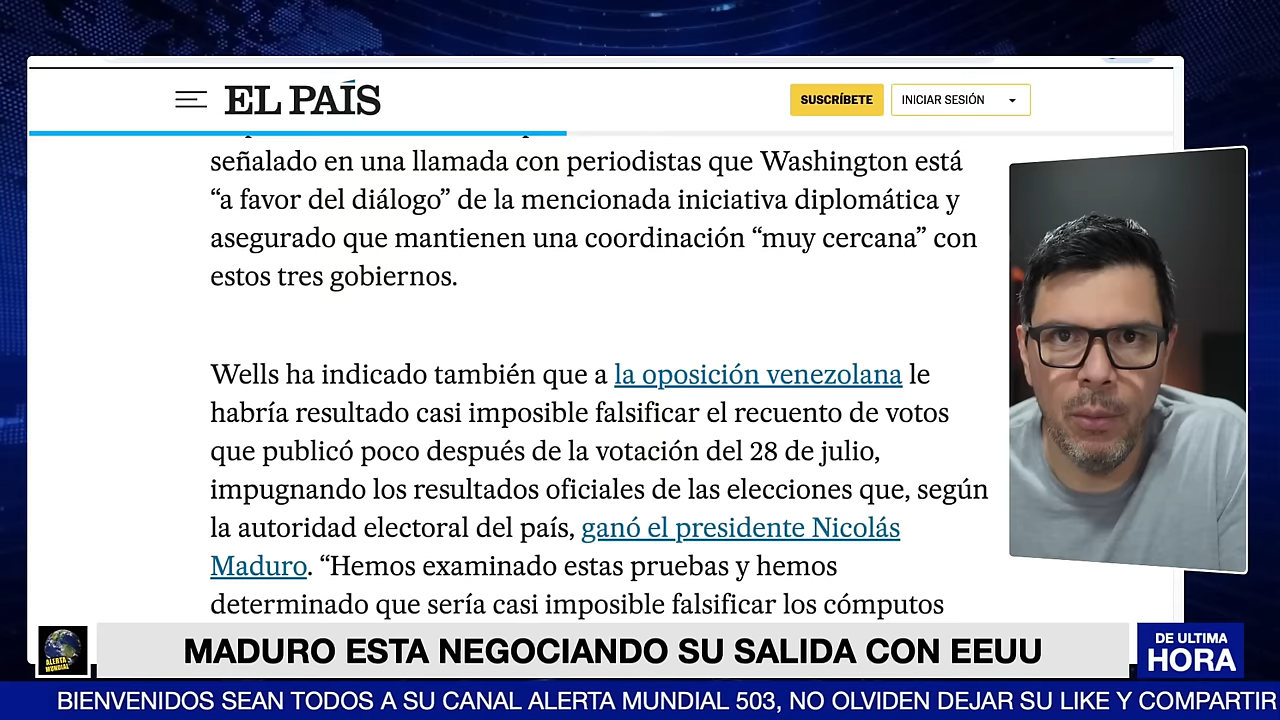 EL PAÍS
SUSCRÍBETE
INICIAR SESIÓN
señalado en una llamada con periodistas que Washington está
“a favor del diálogo” de la mencionada iniciativa diplomática y
asegurado que mantienen una coordinación “muy cercana” con
estos tres gobiernos.
Wells ha indicado también que a la oposición venezolana le
habría resultado casi imposible falsificar el recuento de votos
que publicó poco después de la votación del 28 de julio,
impugnando los resultados oficiales de las elecciones que, según
la autoridad electoral del país, ganó el presidente Nicolás
Maduro. “Hemos examinado estas pruebas y hemos
determinado que sería casi imposible falsificar los cómputos
ALERTA
MUNDIAL
MADURO ESTA NEGOCIANDO SU SALIDA CON EEUU
DE ULTIMA
HORA
BIENVENIDOS SEAN TODOS A SU CANAL ALERTA MUNDIAL 503, NO OLVIDEN DEJAR SU LIKE Y COMPARTIR